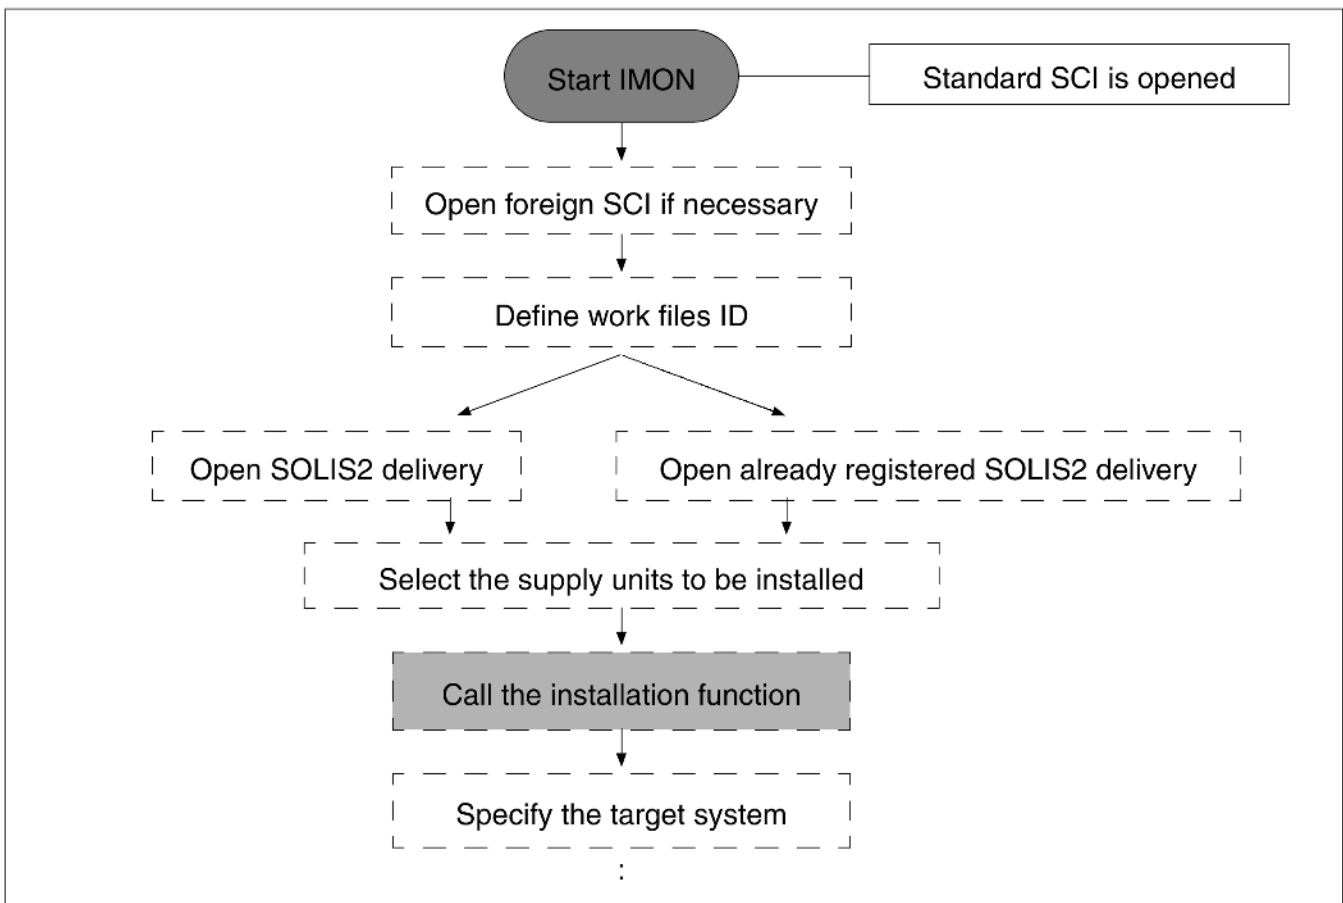 Start IMON
Standard SCI is opened
Open foreign SCI if necessary
Define work files ID
Open SOLIS2 delivery
Open already registered SOLIS2 delivery
Select the supply units to be installed
Call the installation function
Specify the target system
: